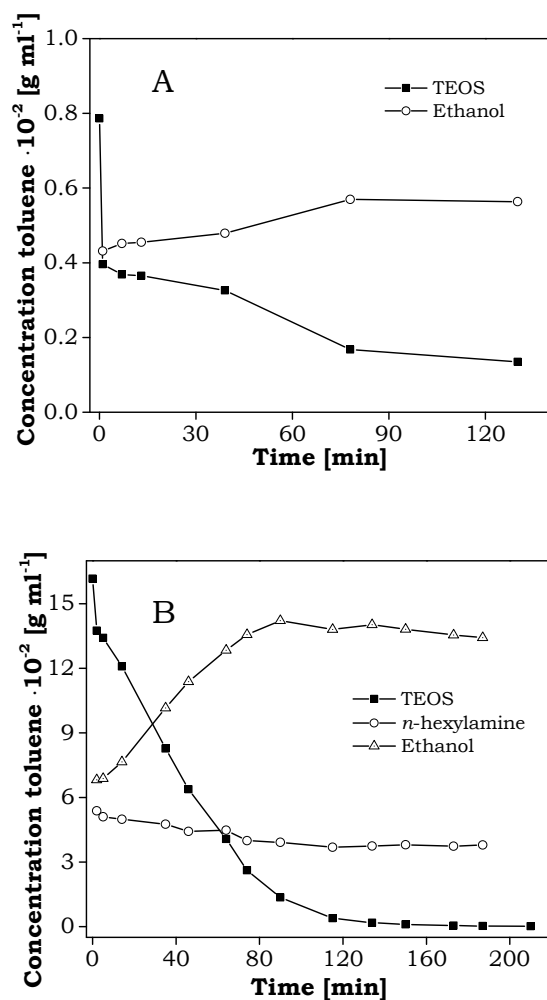 1.0
0.8
0.6
0.4
0.2
0.0
A
TEOS
Ethanol
Concentration toluene ·10⁻² [g ml⁻¹]
0 30 60 90 120
Time [min]
15
12
9
6
3
0
B
TEOS
n-hexylamine
Ethanol
Concentration toluene ·10⁻² [g ml⁻¹]
0 40 80 120 160 200
Time [min]